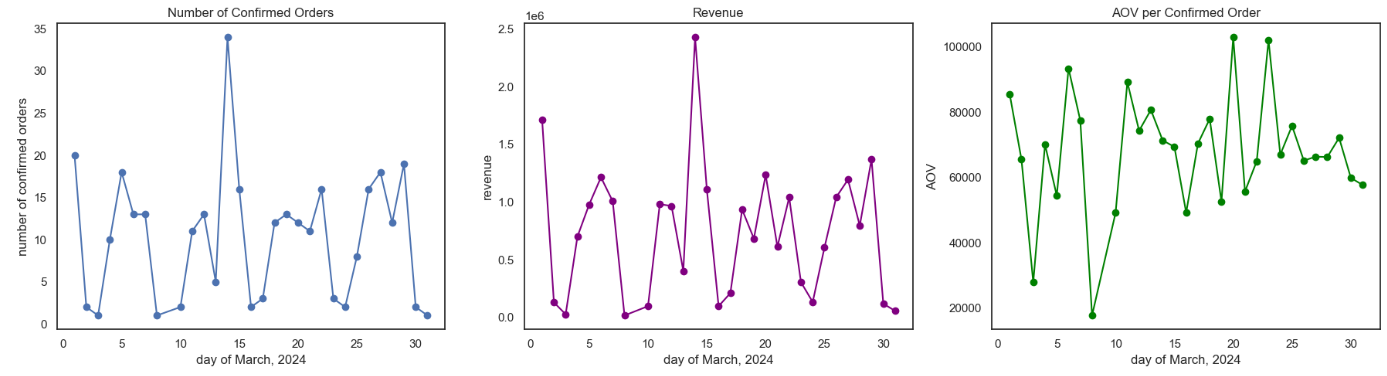 Number of Confirmed Orders
number of confirmed orders
35
30
25
20
15
10
5
0
0 5 10 15 20 25 30
day of March, 2024
Revenue
1e6
revenue
2.5
2.0
1.5
1.0
0.5
0.0
0 5 10 15 20 25 30
day of March, 2024
AOV per Confirmed Order
AOV
100000
80000
60000
40000
20000
0 5 10 15 20 25 30
day of March, 2024